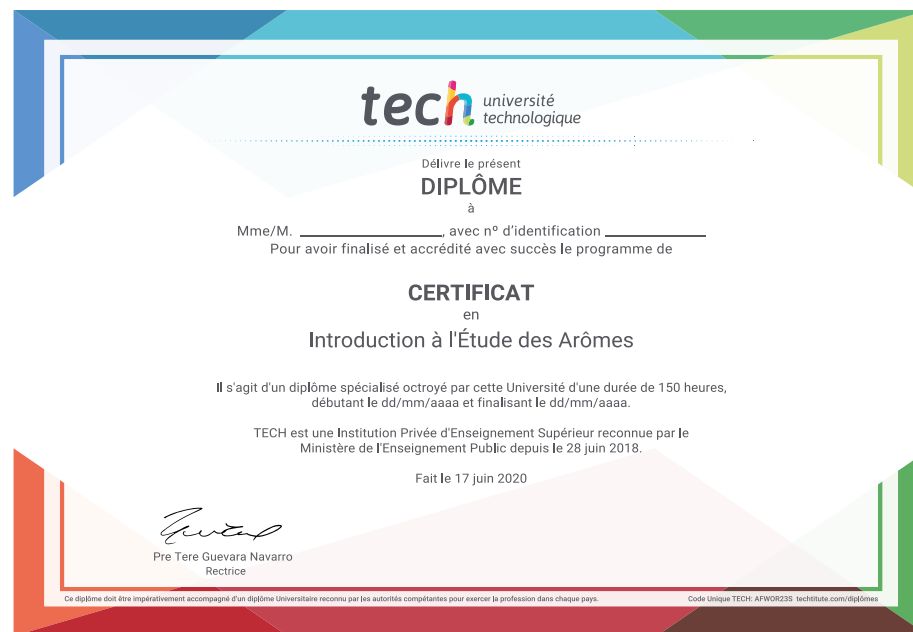 tech université
technologique
Délivre le présent
DIPLÔME
à
Mme/M. ____________________, avec nº d'identification ______________
Pour avoir finalisé et accrédité avec succès le programme de
CERTIFICAT
en
Introduction à l'Étude des Arômes
Il s'agit d'un diplôme spécialisé octroyé par cette Université d'une durée de 150 heures,
débutant le dd/mm/aaaa et finalisant le dd/mm/aaaa.
TECH est une Institution Privée d'Enseignement Supérieur reconnue par le
Ministère de l'Enseignement Public depuis le 28 juin 2018.
Fait le 17 juin 2020
Pre Tere Guevara Navarro
Rectrice
Ce diplôme doit être impérativement accompagné d'un diplôme Universitaire reconnu par les autorités compétentes pour exercer la profession dans chaque pays.
Code Unique TECH: AFWOR23S techtitute.com/diplômes